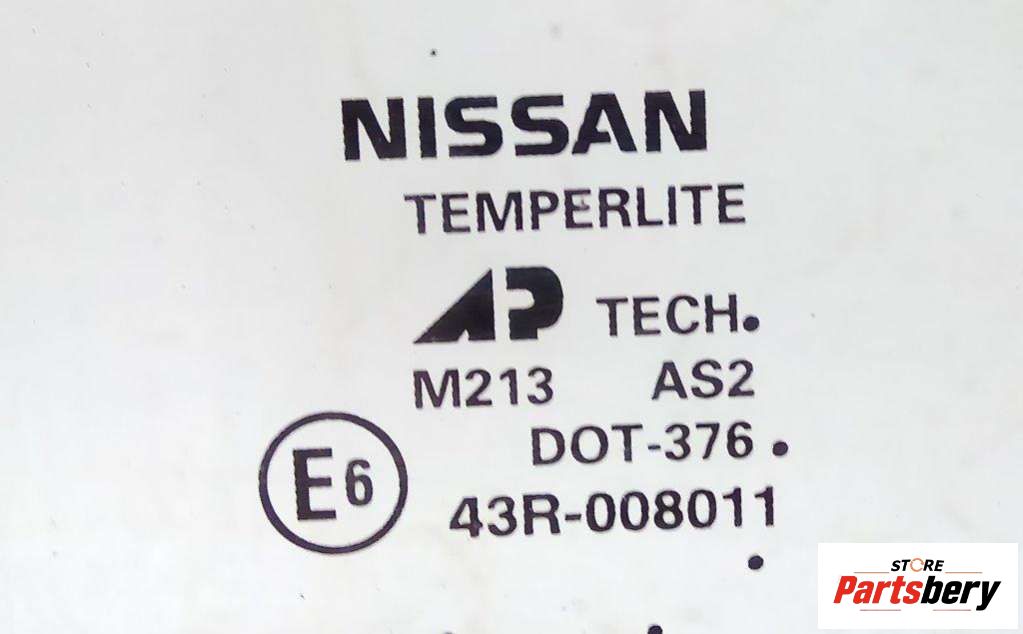 NISSAN
TEMPERLITE
AP TECH.
M213 AS2
DOT-376.
E6
43R-008011
STORE
Partsbery